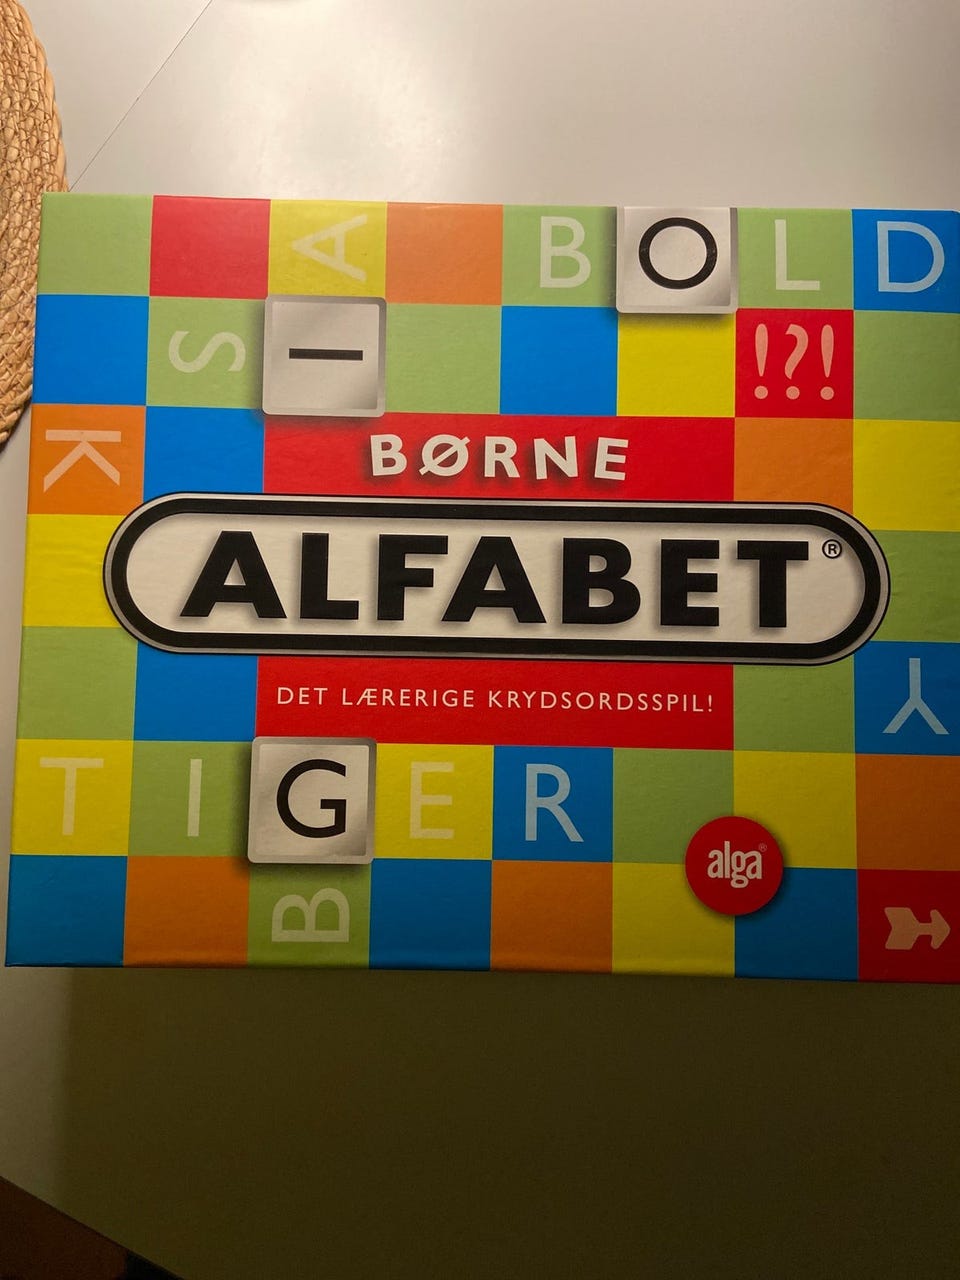 A
BOLD
S
I
!?!
K
BØRNE
ALFABET®
DET LÆRERIGE KRYDSORDSSPIL!
Y
TIGER
alga®
B